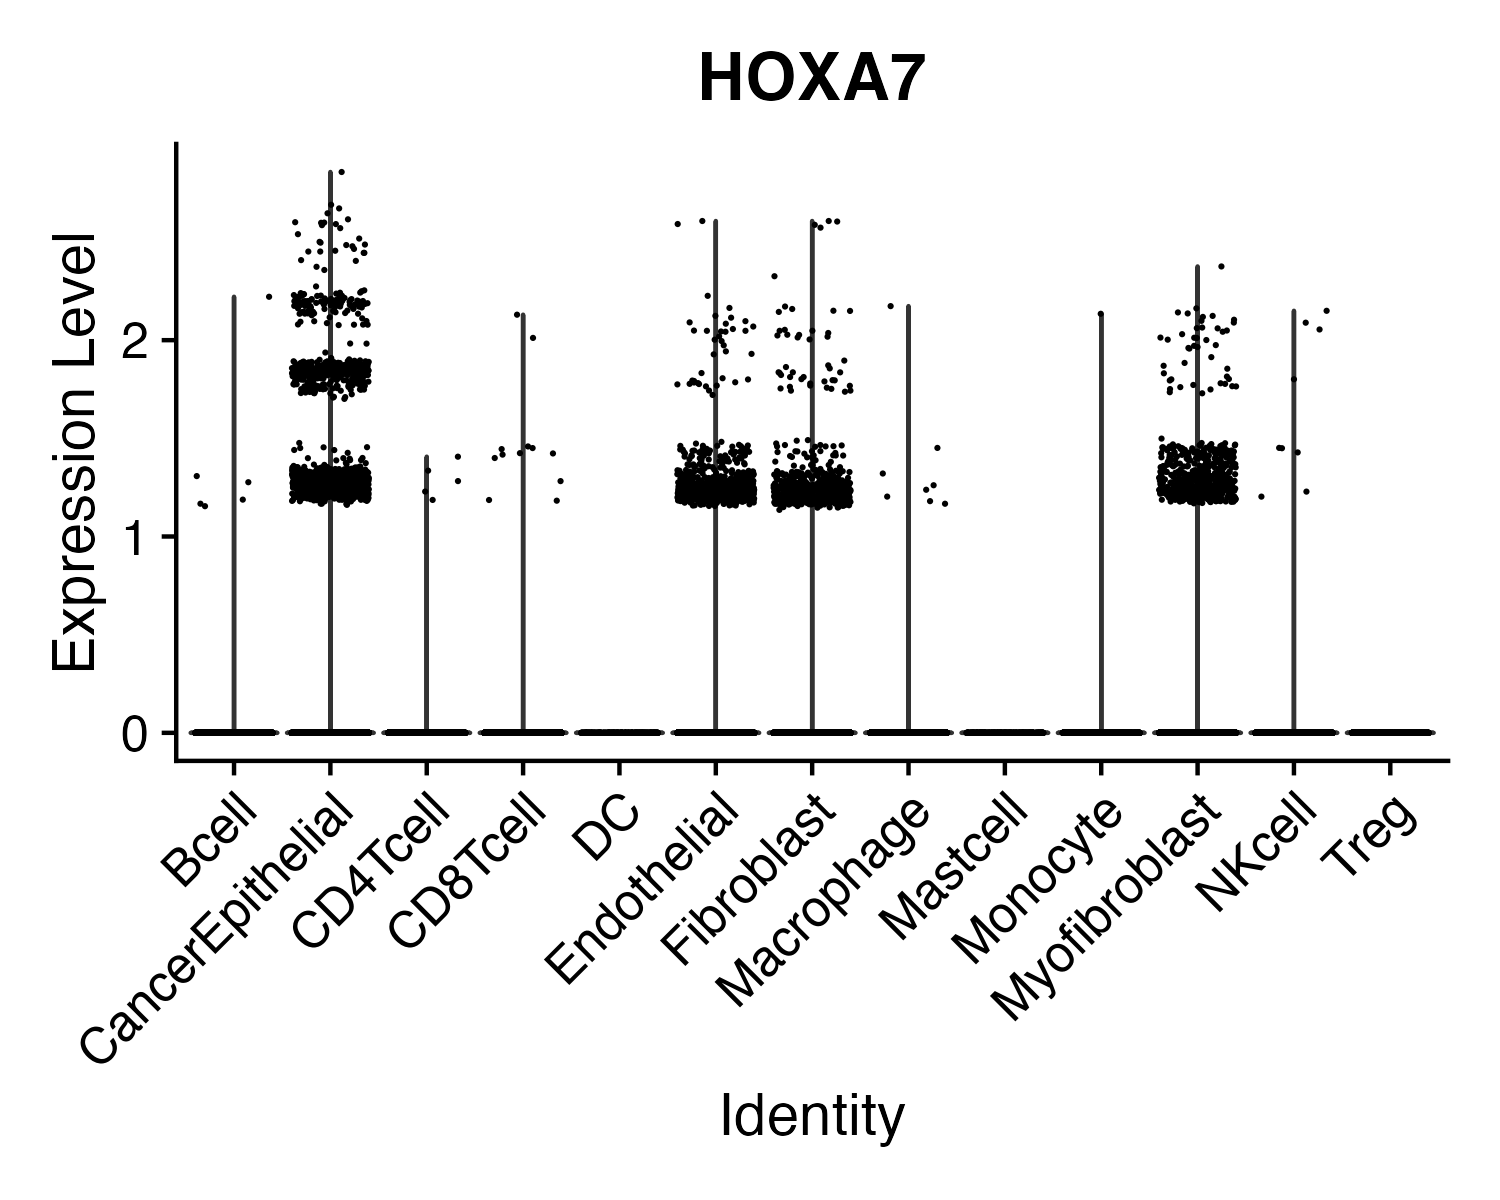 HOXA7
Expression Level
2
1
0
Bcell
CancerEpithelial
CD4Tcell
CD8Tcell
DC
Endothelial
Fibroblast
Macrophage
Mastcell
Monocyte
Myofibroblast
NKcell
Treg
Identity